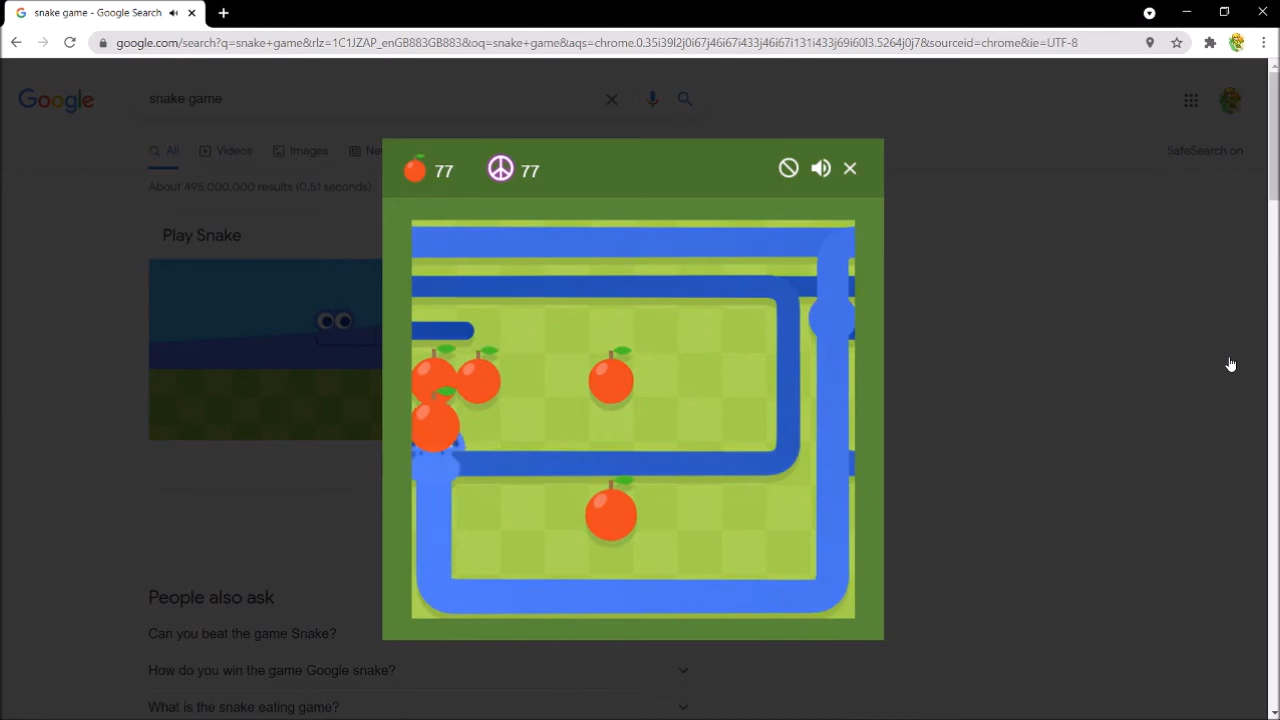 snake game - Google Search
google.com/search?q=snake+game&rlz=1C1JZAP_enGB883GB883&oq=snake+game&aqs=chrome.0.35i39l2j0i67j46i67i433j46i67i131i433j69i60l3.5264j0j7&sourceid=chrome&ie=UTF-8
Google
snake game
All
Videos
Images
SafeSearch on
About 495,000,000 results (0.51 seconds)
77
77
Play Snake
People also ask
Can you beat the game Snake?
How do you win the game Google snake?
What is the snake eating game?